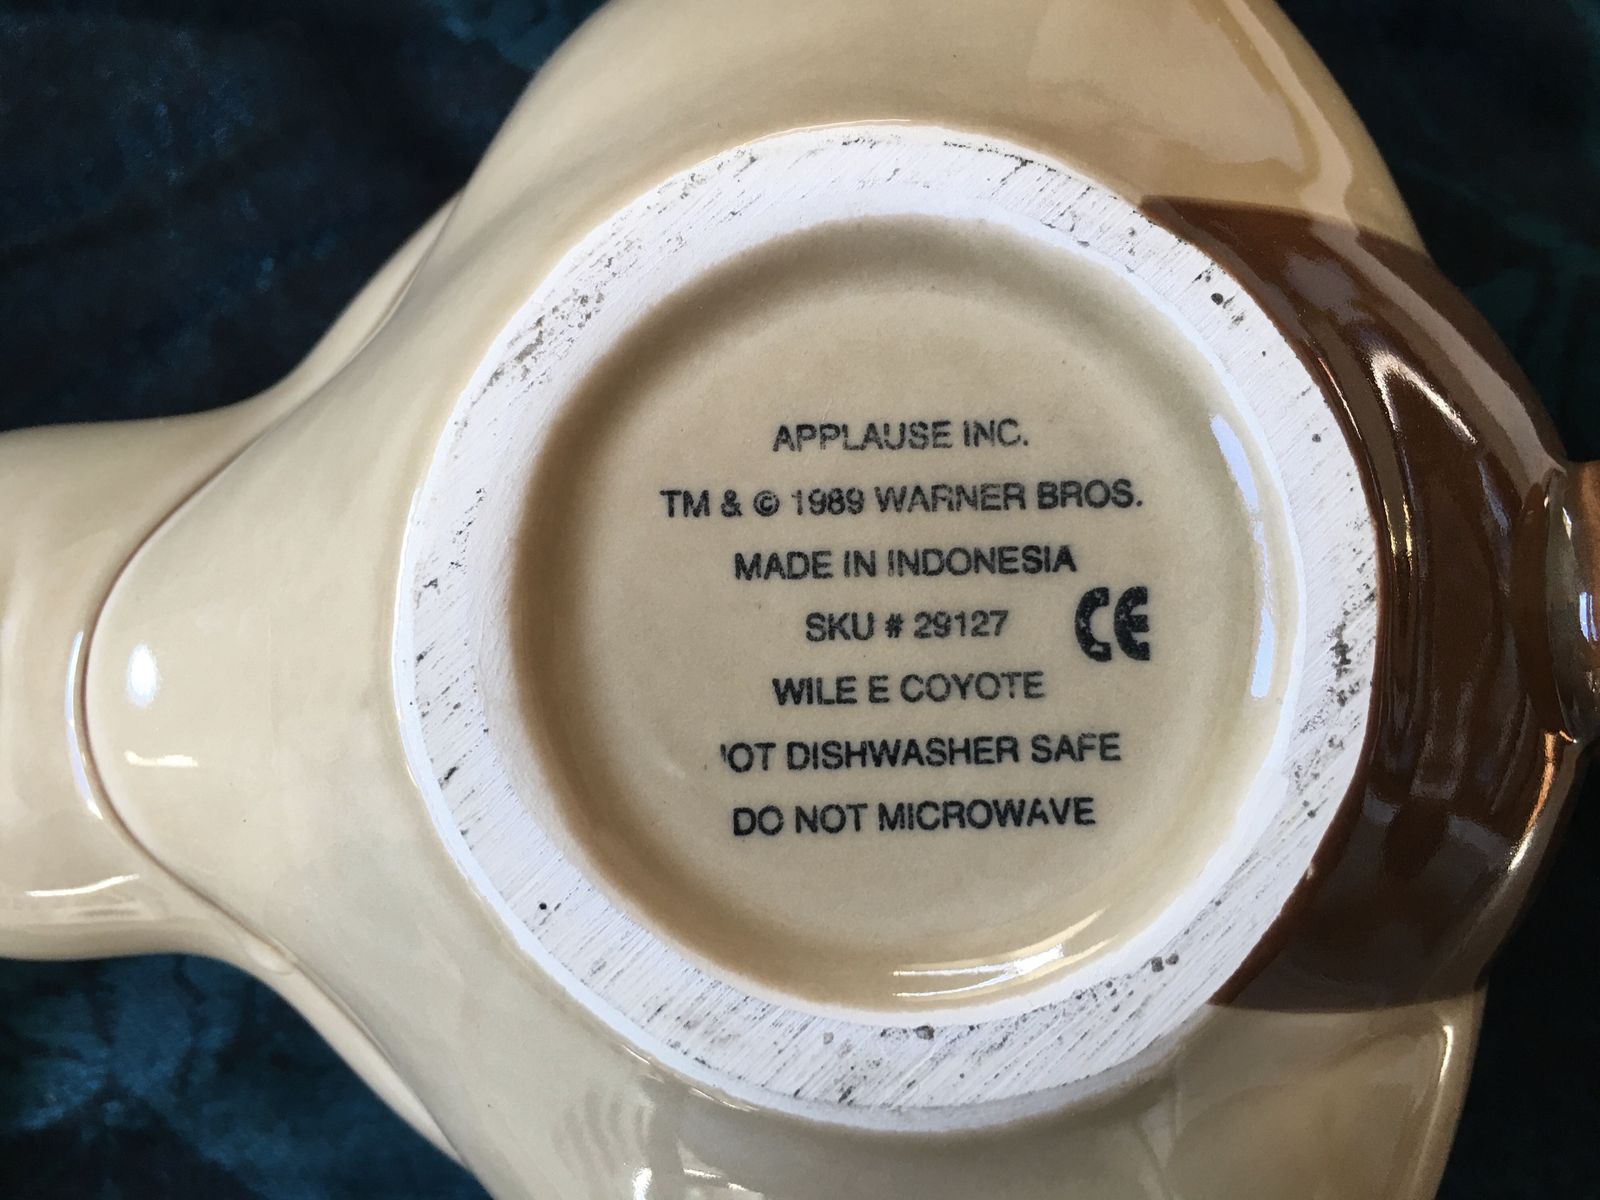 APPLAUSE INC.
TM & © 1989 WARNER BROS.
MADE IN INDONESIA
SKU # 29127
CE
WILE E COYOTE
OT DISHWASHER SAFE
DO NOT MICROWAVE